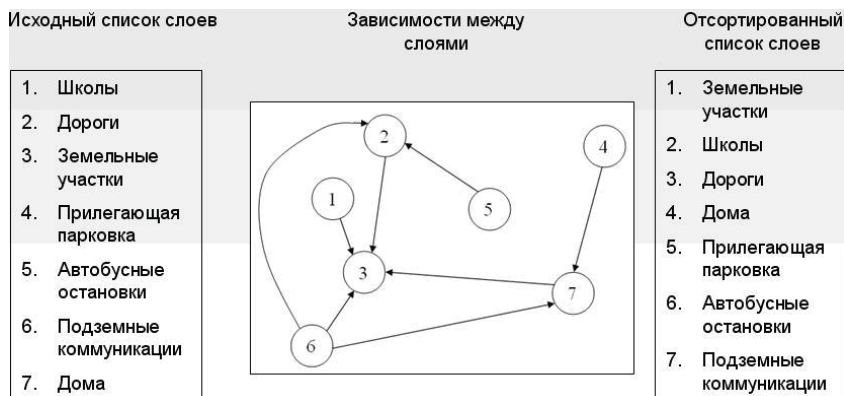 Исходный список слоев
Зависимости между
слоями
Отсортированный
список слоев
1. Школы
2. Дороги
3. Земельные
участки
4. Прилегающая
парковка
5. Автобусные
остановки
6. Подземные
коммуникации
7. Дома
2
4
1
5
3
7
6
1. Земельные
участки
2. Школы
3. Дороги
4. Дома
5. Прилегающая
парковка
6. Автобусные
остановки
7. Подземные
коммуникации